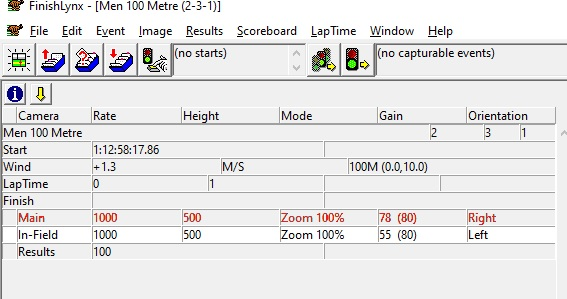 FinishLynx - [Men 100 Metre (2-3-1)]
File Edit Event Image Results Scoreboard LapTime Window Help
(no starts) (no capturable events)
Camera Rate Height Mode Gain Orientation
Men 100 Metre 2 3 1
Start 1:12:58:17.86
Wind +1.3 M/S 100M (0.0,10.0)
LapTime 0 1
Finish
Main 1000 500 Zoom 100% 78 (80) Right
In-Field 1000 500 Zoom 100% 55 (80) Left
Results 100